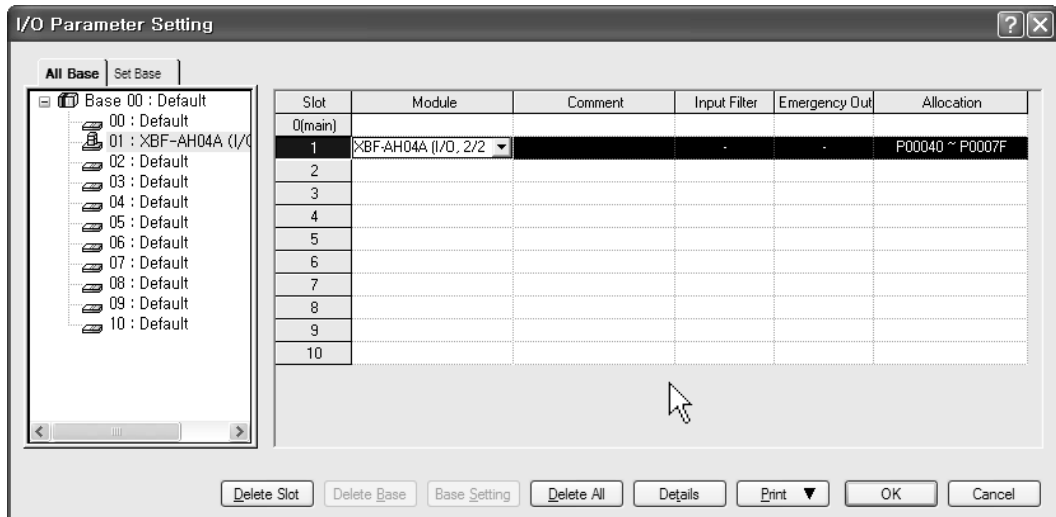 I/O Parameter Setting
All Base Set Base
Base 00 : Default
00 : Default
01 : XBF-AH04A (I/O
02 : Default
03 : Default
04 : Default
05 : Default
06 : Default
07 : Default
08 : Default
09 : Default
10 : Default
Slot Module Comment Input Filter Emergency Out Allocation
0(main)
1 XBF-AH04A (I/O, 2/2 - - P00040 ~ P0007F
2
3
4
5
6
7
8
9
10
Delete Slot Delete Base Base Setting Delete All Details Print ▼ OK Cancel